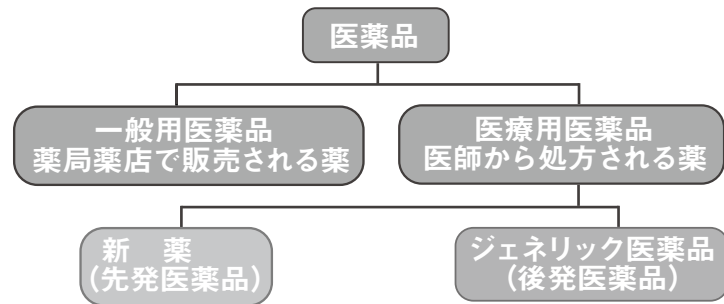 医薬品
一般用医薬品
薬局薬店で販売される薬
医療用医薬品
医師から処方される薬
新　薬
(先発医薬品)
ジェネリック医薬品
(後発医薬品)